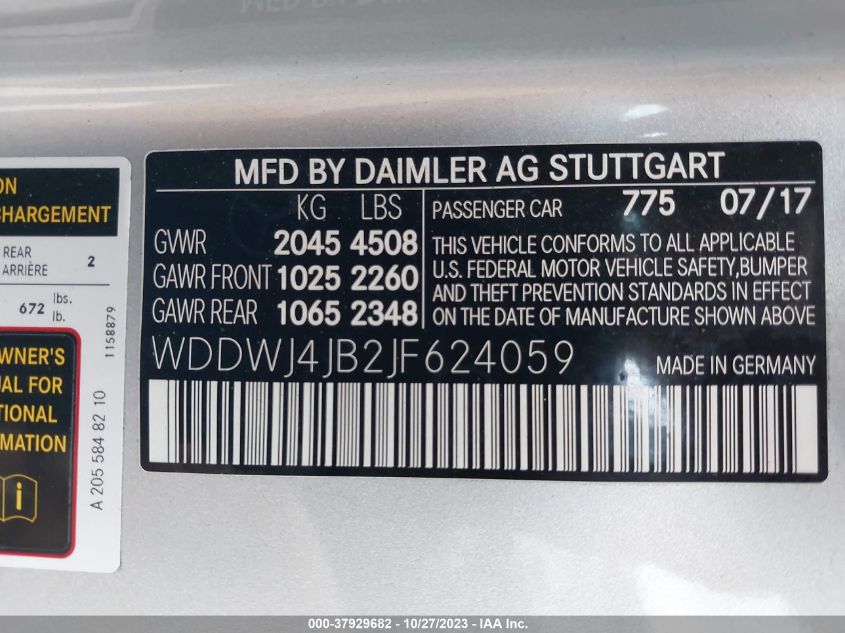 ON
CHARGEMENT
REAR
ARRIÈRE 2
672 lbs.
lb.
1158879
WNER'S
UAL FOR
TIONAL
RMATION
A 205 584 82 10
MFD BY DAIMLER AG STUTTGART
KG LBS
GVWR 2045 4508
GAWR FRONT 1025 2260
GAWR REAR 1065 2348
PASSENGER CAR 775 07/17
THIS VEHICLE CONFORMS TO ALL APPLICABLE
U.S. FEDERAL MOTOR VEHICLE SAFETY,BUMPER
AND THEFT PREVENTION STANDARDS IN EFFECT
ON THE DATE OF MANUFACTURE SHOWN ABOVE
WDDWJ4JB2JF624059 MADE IN GERMANY
000-37929682 - 10/27/2023 - IAA Inc.